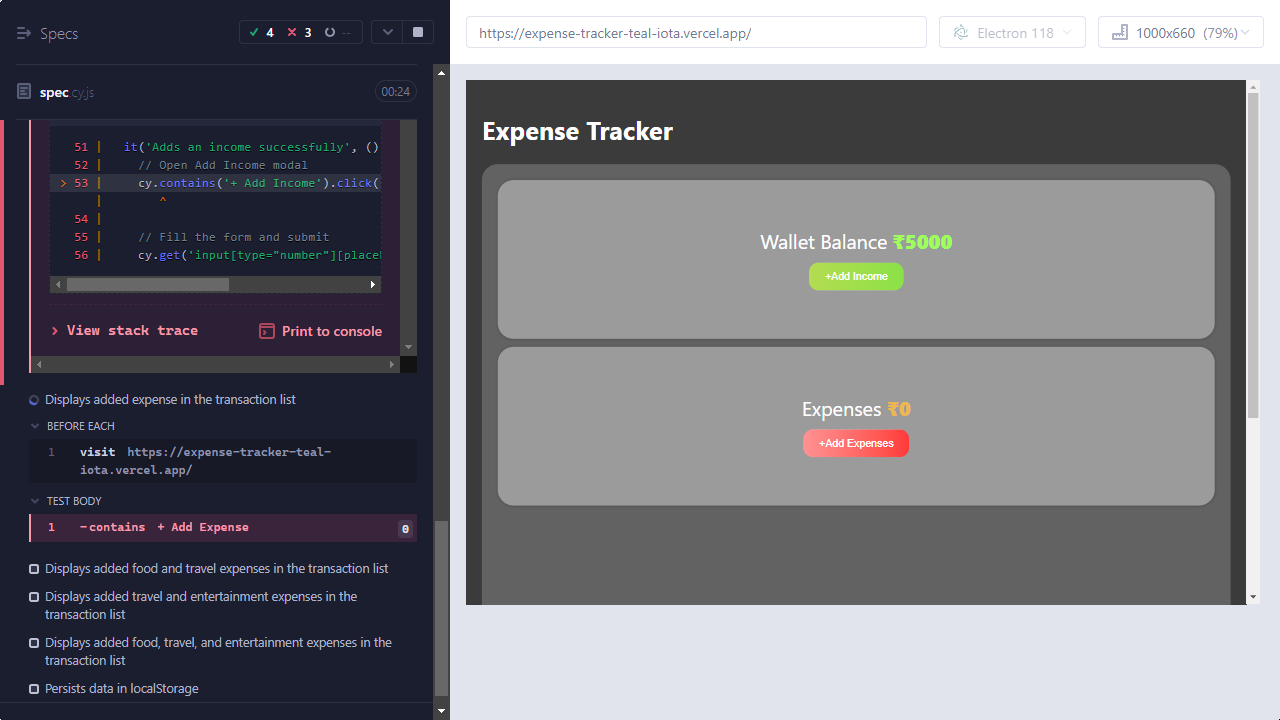 Specs
4
3
--
https://expense-tracker-teal-iota.vercel.app/
Electron 118
1000x660 (79%)
spec.cy.js
00:24
51 | it('Adds an income successfully', ()
52 | // Open Add Income modal
> 53 | cy.contains('+ Add Income').click(
| ^
54 |
55 | // Fill the form and submit
56 | cy.get('input[type="number"][place
View stack trace
Print to console
Displays added expense in the transaction list
BEFORE EACH
1 visit https://expense-tracker-teal-
iota.vercel.app/
TEST BODY
1 -contains + Add Expense 0
Displays added food and travel expenses in the transaction list
Displays added travel and entertainment expenses in the
transaction list
Displays added food, travel, and entertainment expenses in the
transaction list
Persists data in localStorage
Expense Tracker
Wallet Balance ₹5000
+Add Income
Expenses ₹0
+Add Expenses